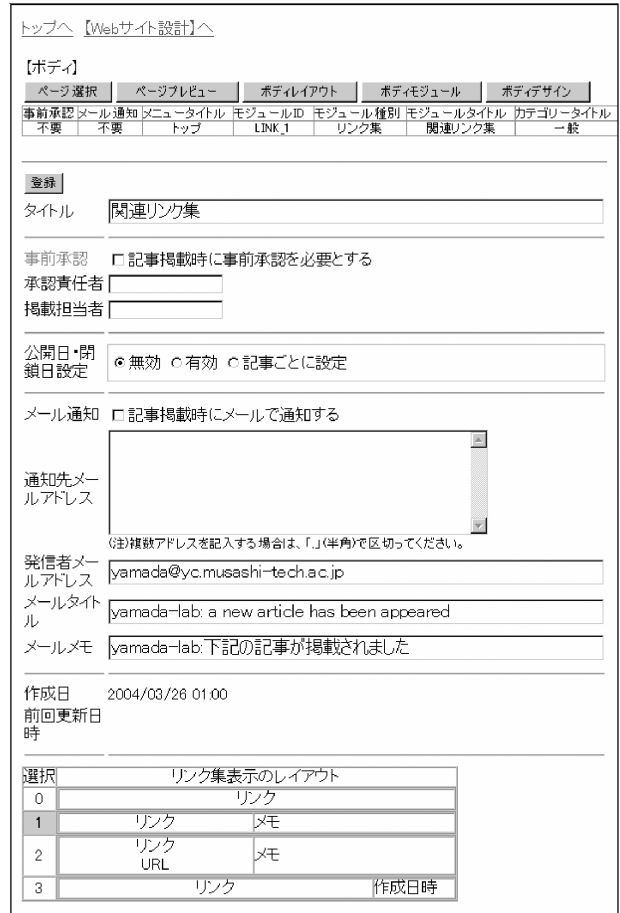 トップへ 【Webサイト設計】へ
【ボディ】
ページ選択 ページプレビュー ボディレイアウト ボディモジュール ボディデザイン
事前承認 メール通知 メニュータイトル モジュールID モジュール種別 モジュールタイトル カテゴリータイトル
不要 不要 トップ LINK_1 リンク集 関連リンク集 一般
登録
タイトル 関連リンク集
事前承認 記事掲載時に事前承認を必要とする
承認責任者
掲載担当者
公開日・閉
鎖日設定 無効 有効 記事ごとに設定
メール通知 記事掲載時にメールで通知する
通知先メー
ルアドレス
(注)複数アドレスを記入する場合は、「,」(半角)で区切ってください。
発信者メー
ルアドレス yamada@yc.musashi-tech.ac.jp
メールタイト
ル yamada-lab: a new article has been appeared
メールメモ yamada-lab:下記の記事が掲載されました
作成日 2004/03/26 01:00
前回更新日
時
選択 リンク集表示のレイアウト
0 リンク
1 リンク メモ
2 リンク メモ
URL
3 リンク 作成日時